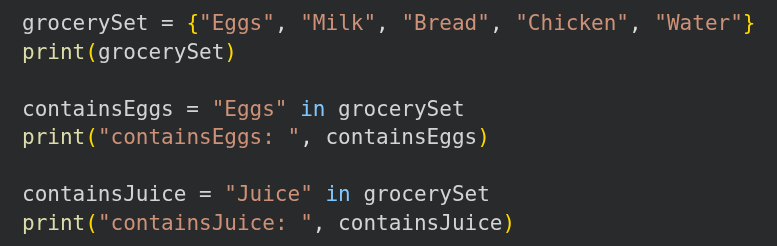 grocerySet = {"Eggs", "Milk", "Bread", "Chicken", "Water"}
print(grocerySet)
containsEggs = "Eggs" in grocerySet
print("containsEggs: ", containsEggs)
containsJuice = "Juice" in grocerySet
print("containsJuice: ", containsJuice)